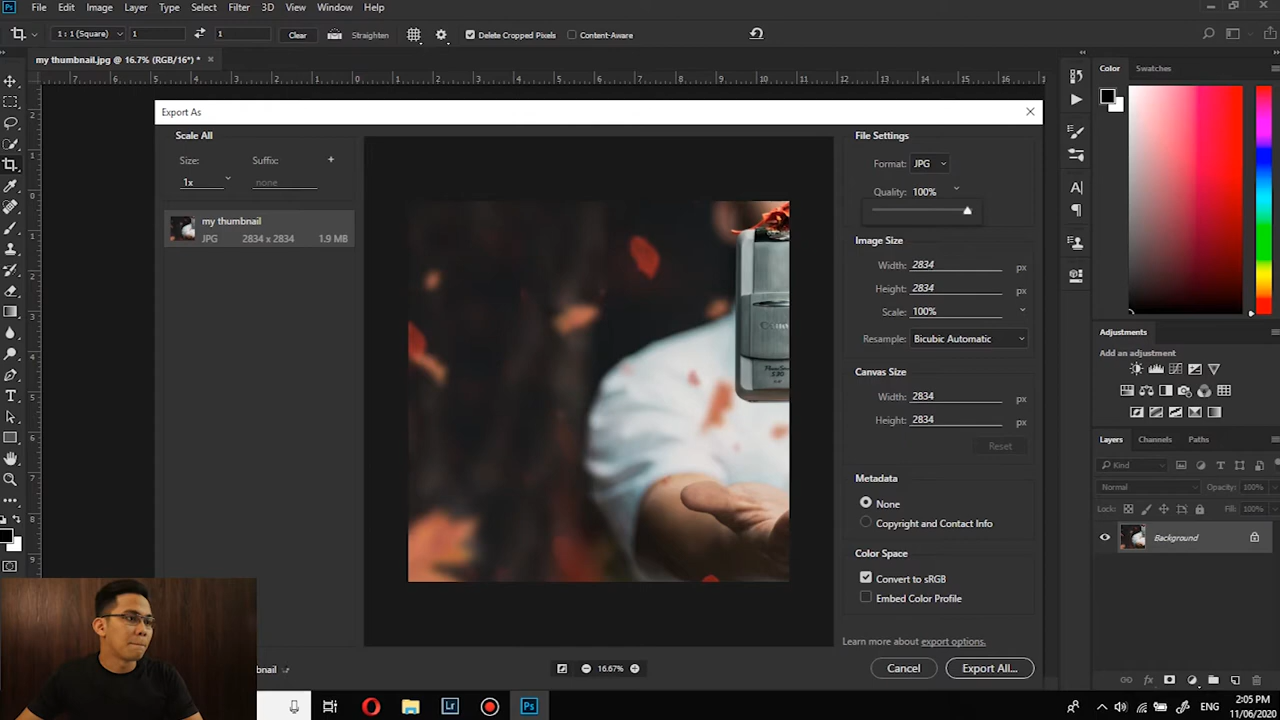 Ps File Edit Image Layer Type Select Filter 3D View Window Help
1 : 1 (Square) 1 1 Clear Straighten Delete Cropped Pixels Content-Aware
my thumbnail.jpg @ 16.7% (RGB/16*) *
Export As
Scale All
Size: Suffix:
1x none
my thumbnail
JPG 2834 x 2834 1.9 MB
File Settings
Format: JPG
Quality: 100%
Image Size
Width: 2834 px
Height: 2834 px
Scale: 100%
Resample: Bicubic Automatic
Canvas Size
Width: 2834 px
Height: 2834 px
Reset
Metadata
None
Copyright and Contact Info
Color Space
Convert to sRGB
Embed Color Profile
Learn more about export options.
16.67%
Cancel Export All...
Color Swatches
Adjustments
Add an adjustment
Layers Channels Paths
Kind
Normal Opacity: 100%
Lock: Fill: 100%
Background
Lr Ps
ENG
2:05 PM
11/06/2020